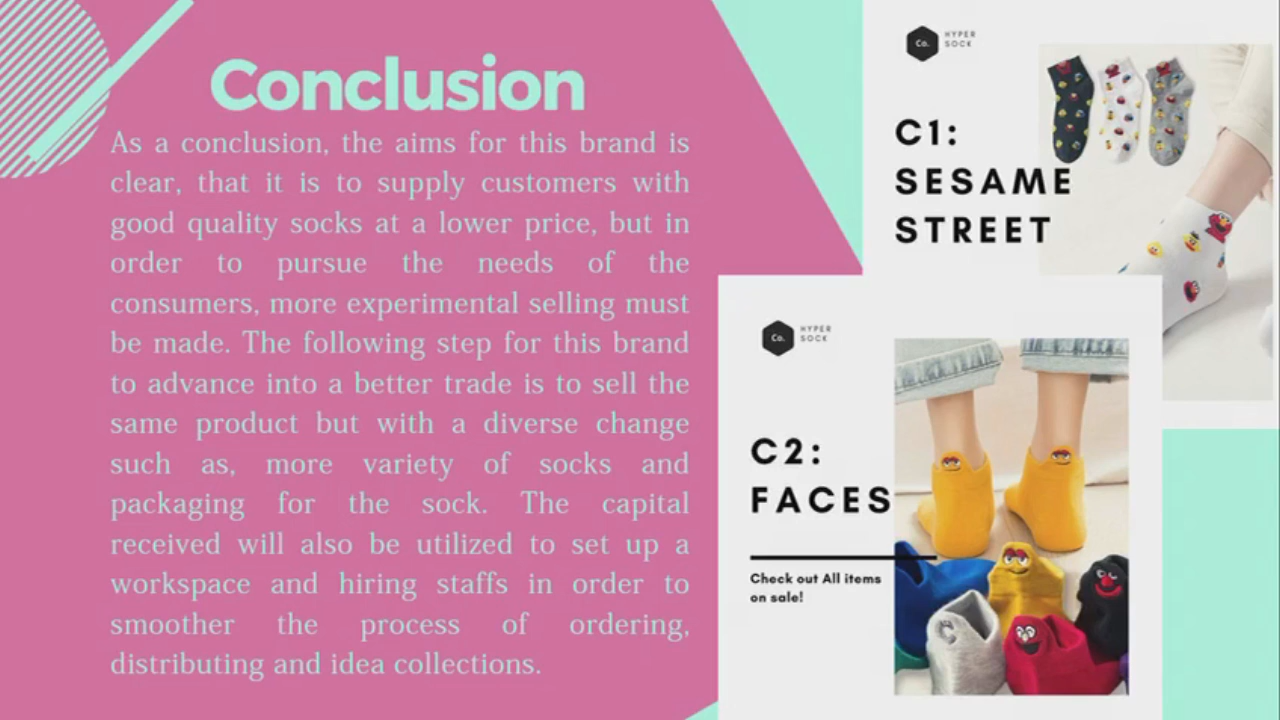 Conclusion
As a conclusion, the aims for this brand is
clear, that it is to supply customers with
good quality socks at a lower price, but in
order to pursue the needs of the
consumers, more experimental selling must
be made. The following step for this brand
to advance into a better trade is to sell the
same product but with a diverse change
such as, more variety of socks and
packaging for the sock. The capital
received will also be utilized to set up a
workspace and hiring staffs in order to
smoother the process of ordering,
distributing and idea collections.
Co.
HYPER
SOCK
C1:
SESAME
STREET
Co.
HYPER
SOCK
C2:
FACES
Check out All items
on sale!